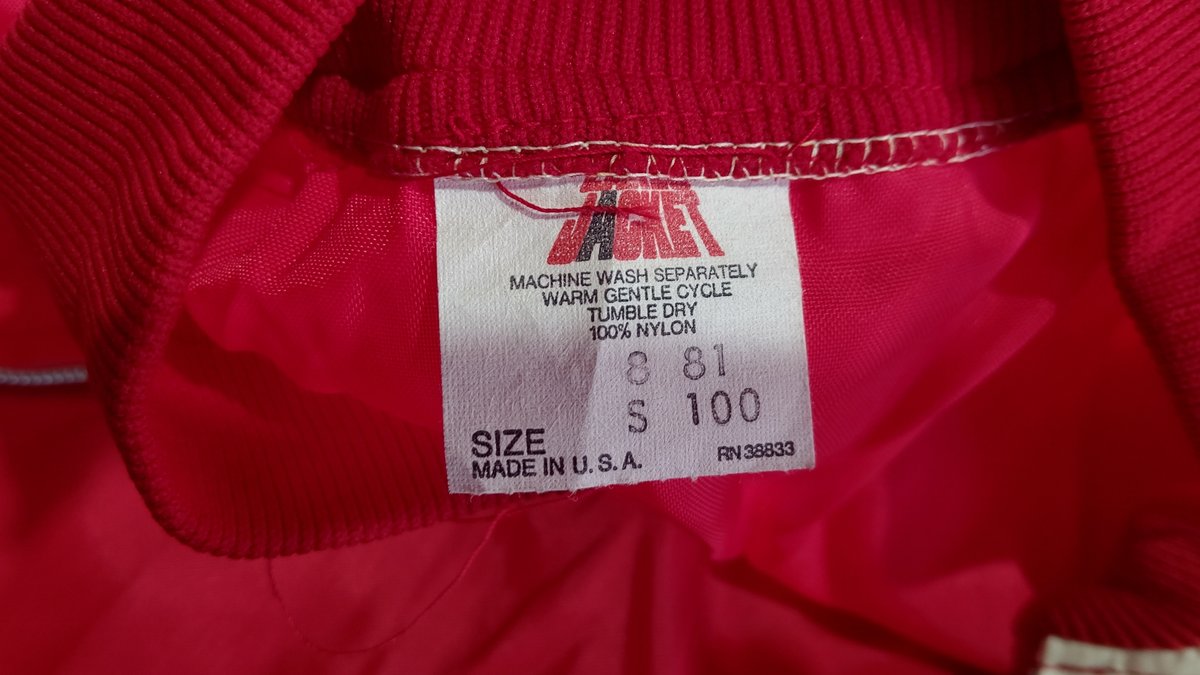 JACKET
MACHINE WASH SEPARATELY
WARM GENTLE CYCLE
TUMBLE DRY
100% NYLON
8 81
S 100
SIZE
MADE IN U.S.A.
RN 38833